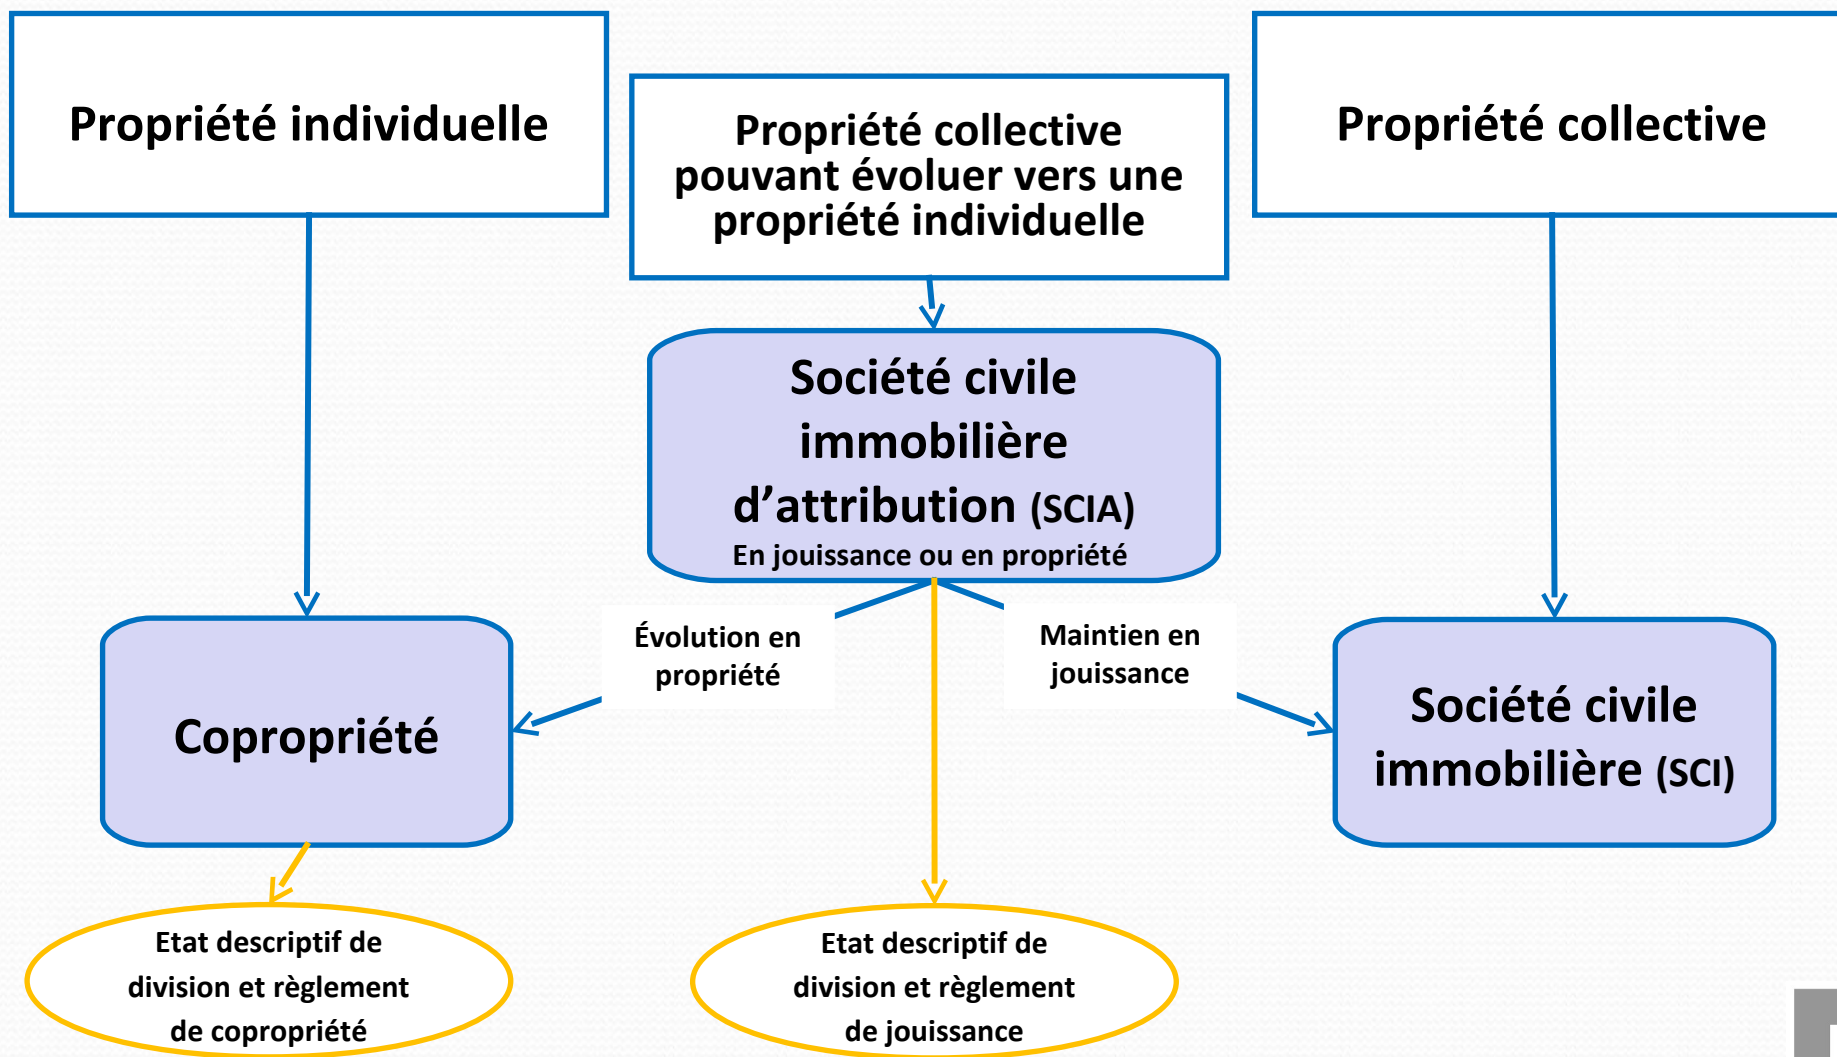 Propriété individuelle
Propriété collective
pouvant évoluer vers une
propriété individuelle
Propriété collective
Société civile
immobilière
d’attribution (SCIA)
En jouissance ou en propriété
Évolution en
propriété
Maintien en
jouissance
Copropriété
Société civile
immobilière (SCI)
Etat descriptif de
division et règlement
de copropriété
Etat descriptif de
division et règlement
de jouissance